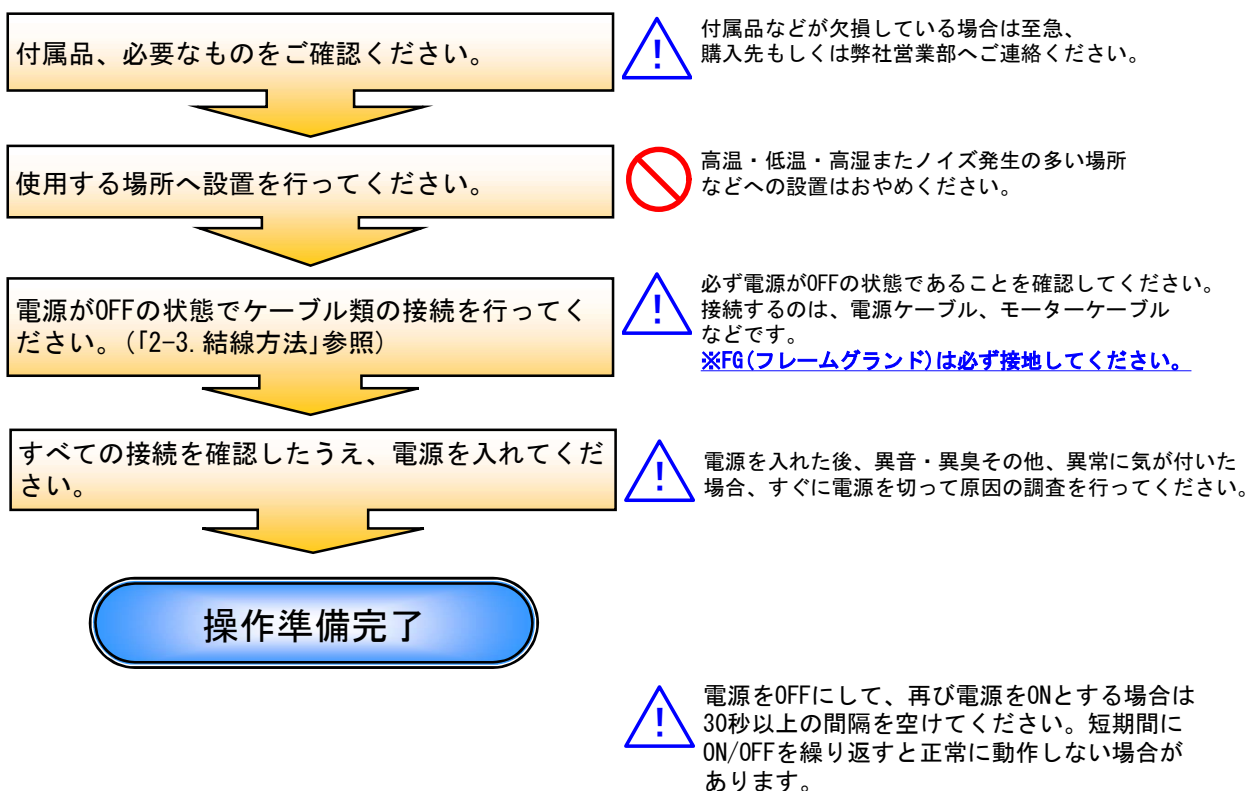 付属品、必要なものをご確認ください。
付属品などが欠損している場合は至急、
購入先もしくは弊社営業部へご連絡ください。
使用する場所へ設置を行ってください。
高温・低温・高湿またノイズ発生の多い場所
などへの設置はおやめください。
電源がOFFの状態でケーブル類の接続を行ってく
ださい。(｢2-3.結線方法｣参照)
必ず電源がOFFの状態であることを確認してください。
接続するのは、電源ケーブル、モーターケーブル
などです。
※FG(フレームグランド)は必ず接地してください。
すべての接続を確認したうえ、電源を入れてくだ
さい。
電源を入れた後、異音・異臭その他、異常に気が付いた
場合、すぐに電源を切って原因の調査を行ってください。
操作準備完了
電源をOFFにして、再び電源をONとする場合は
30秒以上の間隔を空けてください。短期間に
ON/OFFを繰り返すと正常に動作しない場合が
あります。